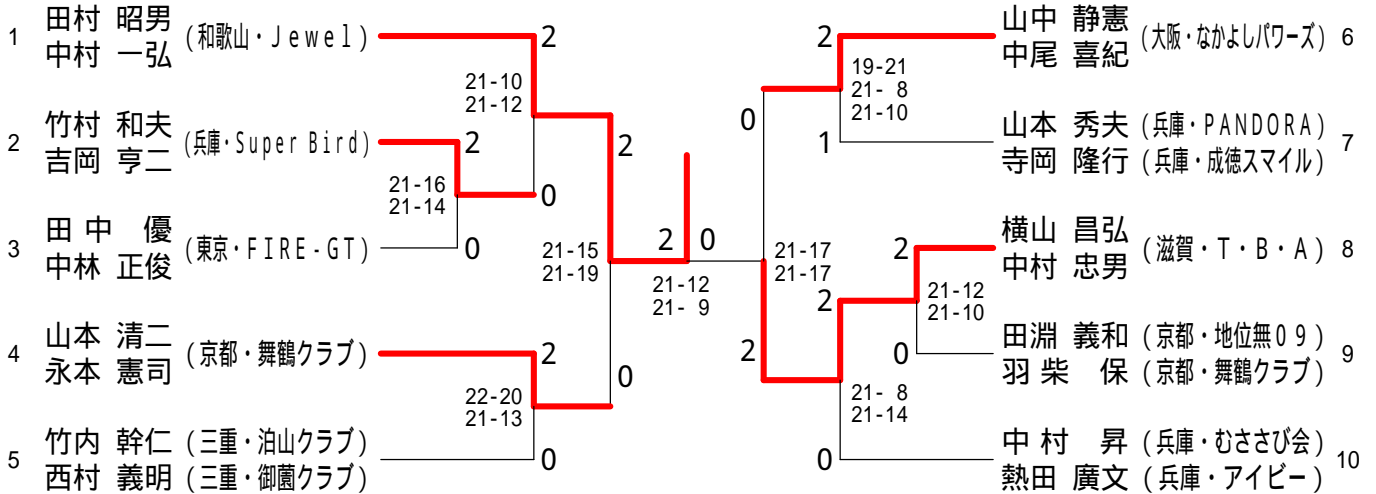 1 田村 昭男 (和歌山・Jewel)
中村 一弘
2 竹村 和夫 (兵庫・Super Bird)
吉岡 亨二
3 田中 優 (東京・FIRE-GT)
中林 正俊
4 山本 清二 (京都・舞鶴クラブ)
永本 憲司
5 竹内 幹仁 (三重・泊山クラブ)
西村 義明 (三重・御薗クラブ)
2
21-10
21-12
2
21-16
21-14
0
0
2
21-15
21-19
2
22-20
21-13
0
0
2 0
21-12
21- 9
山中 静憲 (大阪・なかよしパワーズ) 6
中尾 喜紀
山本 秀夫 (兵庫・PANDORA) 7
寺岡 隆行 (兵庫・成徳スマイル)
横山 昌弘 (滋賀・T・B・A) 8
中村 忠男
田淵 義和 (京都・地位無09) 9
羽柴 保 (京都・舞鶴クラブ)
中村 昇 (兵庫・むささび会) 10
熱田 廣文 (兵庫・アイビー)
2
19-21
21- 8
21-10
1
0
21-17
21-17
2
2
21-12
21-10
0
2
21- 8
21-14
0